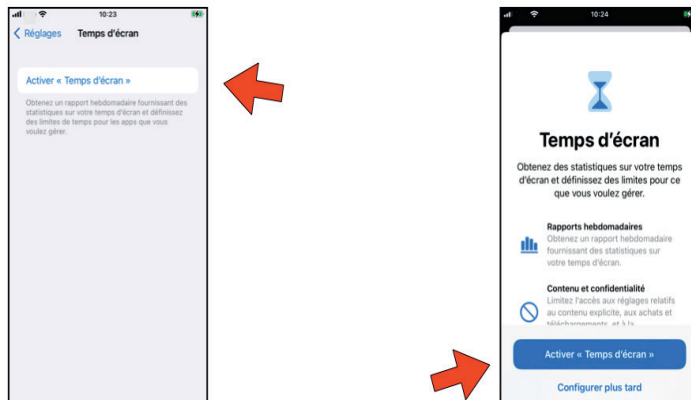 10:23
Réglages Temps d'écran
Activer « Temps d'écran »
Obtenez un rapport hebdomadaire fournissant des
statistiques sur votre temps d'écran et définissez
des limites de temps pour les apps que vous
voulez gérer.
10:24
Temps d'écran
Obtenez des statistiques sur votre temps
d'écran et définissez des limites pour ce
que vous voulez gérer.
Rapports hebdomadaires
Obtenez un rapport hebdomadaire
fournissant des statistiques sur
votre temps d'écran.
Contenu et confidentialité
Limitez l'accès aux réglages relatifs
au contenu explicite, aux achats et
téléchargements, et à la
Activer « Temps d'écran »
Configurer plus tard